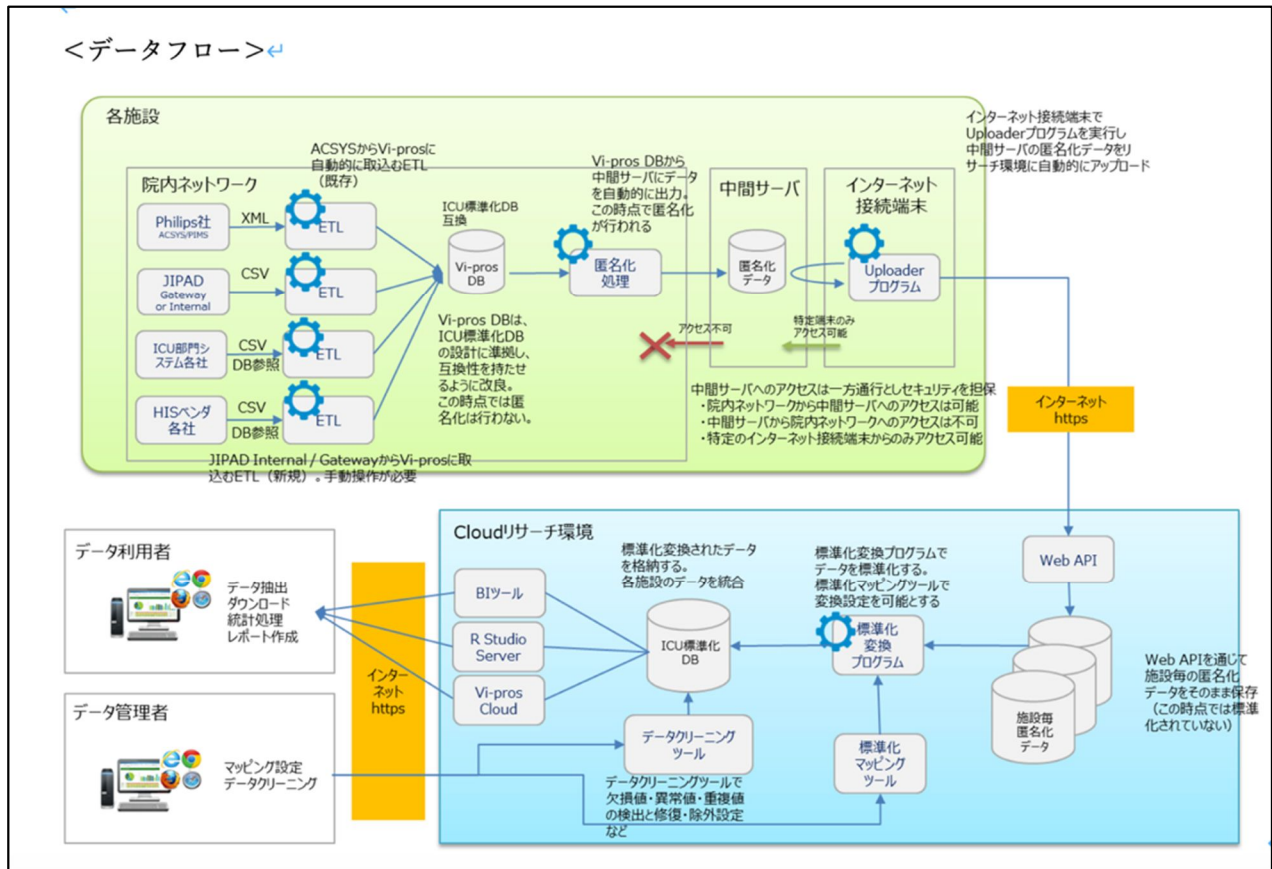 ＜データフロー＞
各施設
インターネット接続端末で
Uploaderプログラムを実行し
中間サーバの匿名化データをリ
サーチ環境に自動的にアップロード
ACSYSからVi-prosに
自動的に取込むETL
（既存）
Vi-pros DBから
中間サーバにデータ
を自動的に出力。
この時点で匿名化
が行われる
院内ネットワーク
中間サーバ
インターネット
接続端末
Philips社
ACSYS/PIMS
XML
ETL
ICU標準化DB
互換
Vi-pros
DB
匿名化
処理
匿名化
データ
Uploader
プログラム
JIPAD
Gateway
or Internal
CSV
ETL
ICU部門シ
ステム各社
CSV
DB参照
ETL
HISベンダ
各社
CSV
DB参照
ETL
Vi-pros DBは、
ICU標準化DB
の設計に準拠し、
互換性を持たせ
るように改良。
この時点では匿
名化は行わない。
アクセス不可
特定端末のみ
アクセス可能
中間サーバへのアクセスは一方通行としセキュリティを担保
・院内ネットワークから中間サーバへのアクセスは可能
・中間サーバから院内ネットワークへのアクセスは不可
・特定のインターネット接続端末からのみアクセス可能
JIPAD Internal / GatewayからVi-prosに取
込むETL（新規）。手動操作が必要
インターネット
https
データ利用者
データ抽出
ダウンロード
統計処理
レポート作成
データ管理者
マッピング設定
データクリーニング
インター
ネット
https
Cloudリサーチ環境
BIツール
R Studio
Server
Vi-pros
Cloud
標準化変換されたデータ
を格納する。
各施設のデータを統合
ICU標準化
DB
標準化変換プログラムで
データを標準化する。
標準化マッピングツールで
変換設定を可能とする
標準化
変換
プログラム
Web API
施設毎
匿名化
データ
Web APIを通じて
施設毎の匿名化
データをそのまま保存
（この時点では標準
化されていない）
データクリーニング
ツール
データクリーニングツールで
欠損値・異常値・重複値
の検出と修復・除外設定
など
標準化
マッピング
ツール